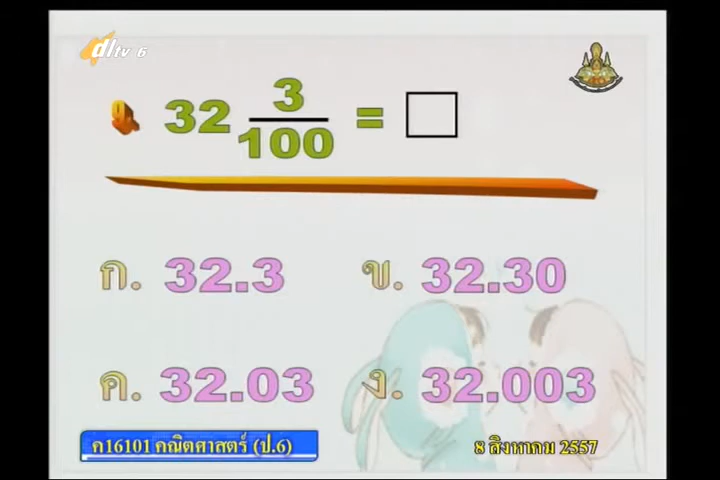 dltv 6
32 3/100 = □
ก. 32.3 ข. 32.30
ค. 32.03 ง. 32.003
ค16101 คณิตศาสตร์ (ป.6) 8 สิงหาคม 2557